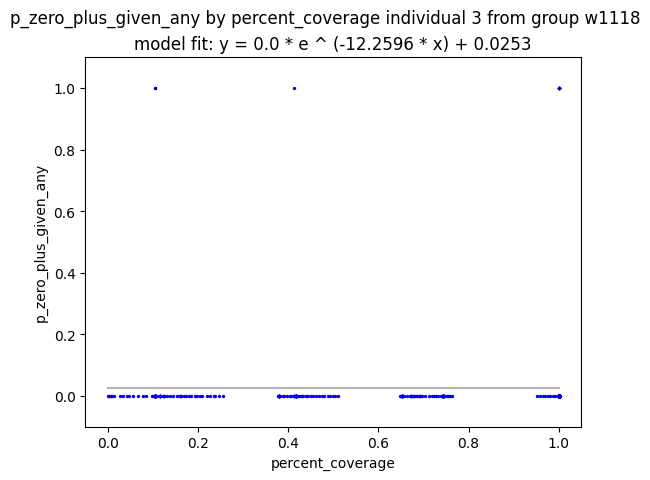 p_zero_plus_given_any by percent_coverage individual 3 from group w1118
model fit: y = 0.0 * e ^ (-12.2596 * x) + 0.0253
1.0
0.8
0.6
0.4
0.2
0.0
p_zero_plus_given_any
0.0 0.2 0.4 0.6 0.8 1.0
percent_coverage